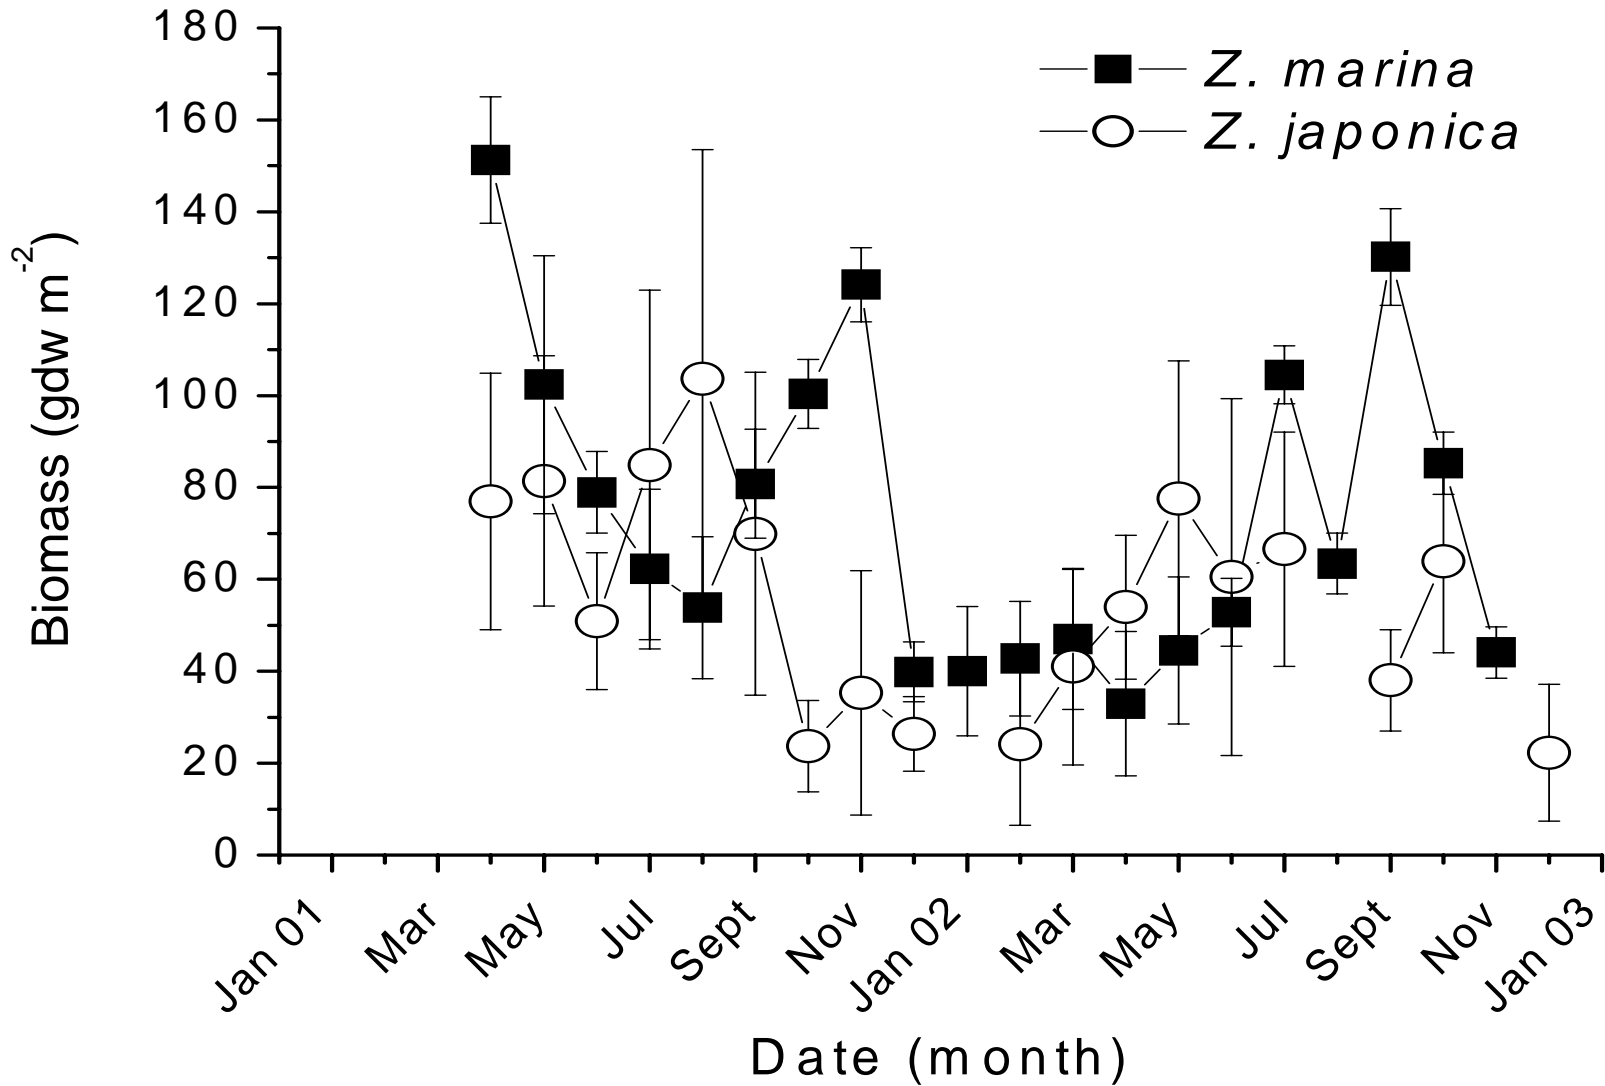 180
160
140
120
100
80
60
40
20
0
Biomass (gdw m-2)
Z. marina
Z. japonica
Jan 01
Mar
May
Jul
Sept
Nov
Jan 02
Mar
May
Jul
Sept
Nov
Jan 03
Date (month)